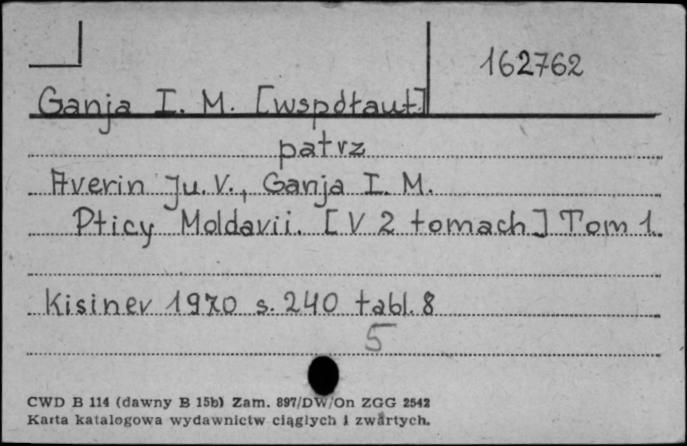 162762
Ganja I. M. [współaut]
patrz
Averin Ju. V., Ganja I. M.
Pticy Moldavii. [V 2 tomach] Tom 1.
Kisinev 1970 s. 240 tabl. 8
5
CWD B 114 (dawny B 15b) Zam. 897/DW/On ZGG 2542
Karta katalogowa wydawnictw ciągłych i zwartych.